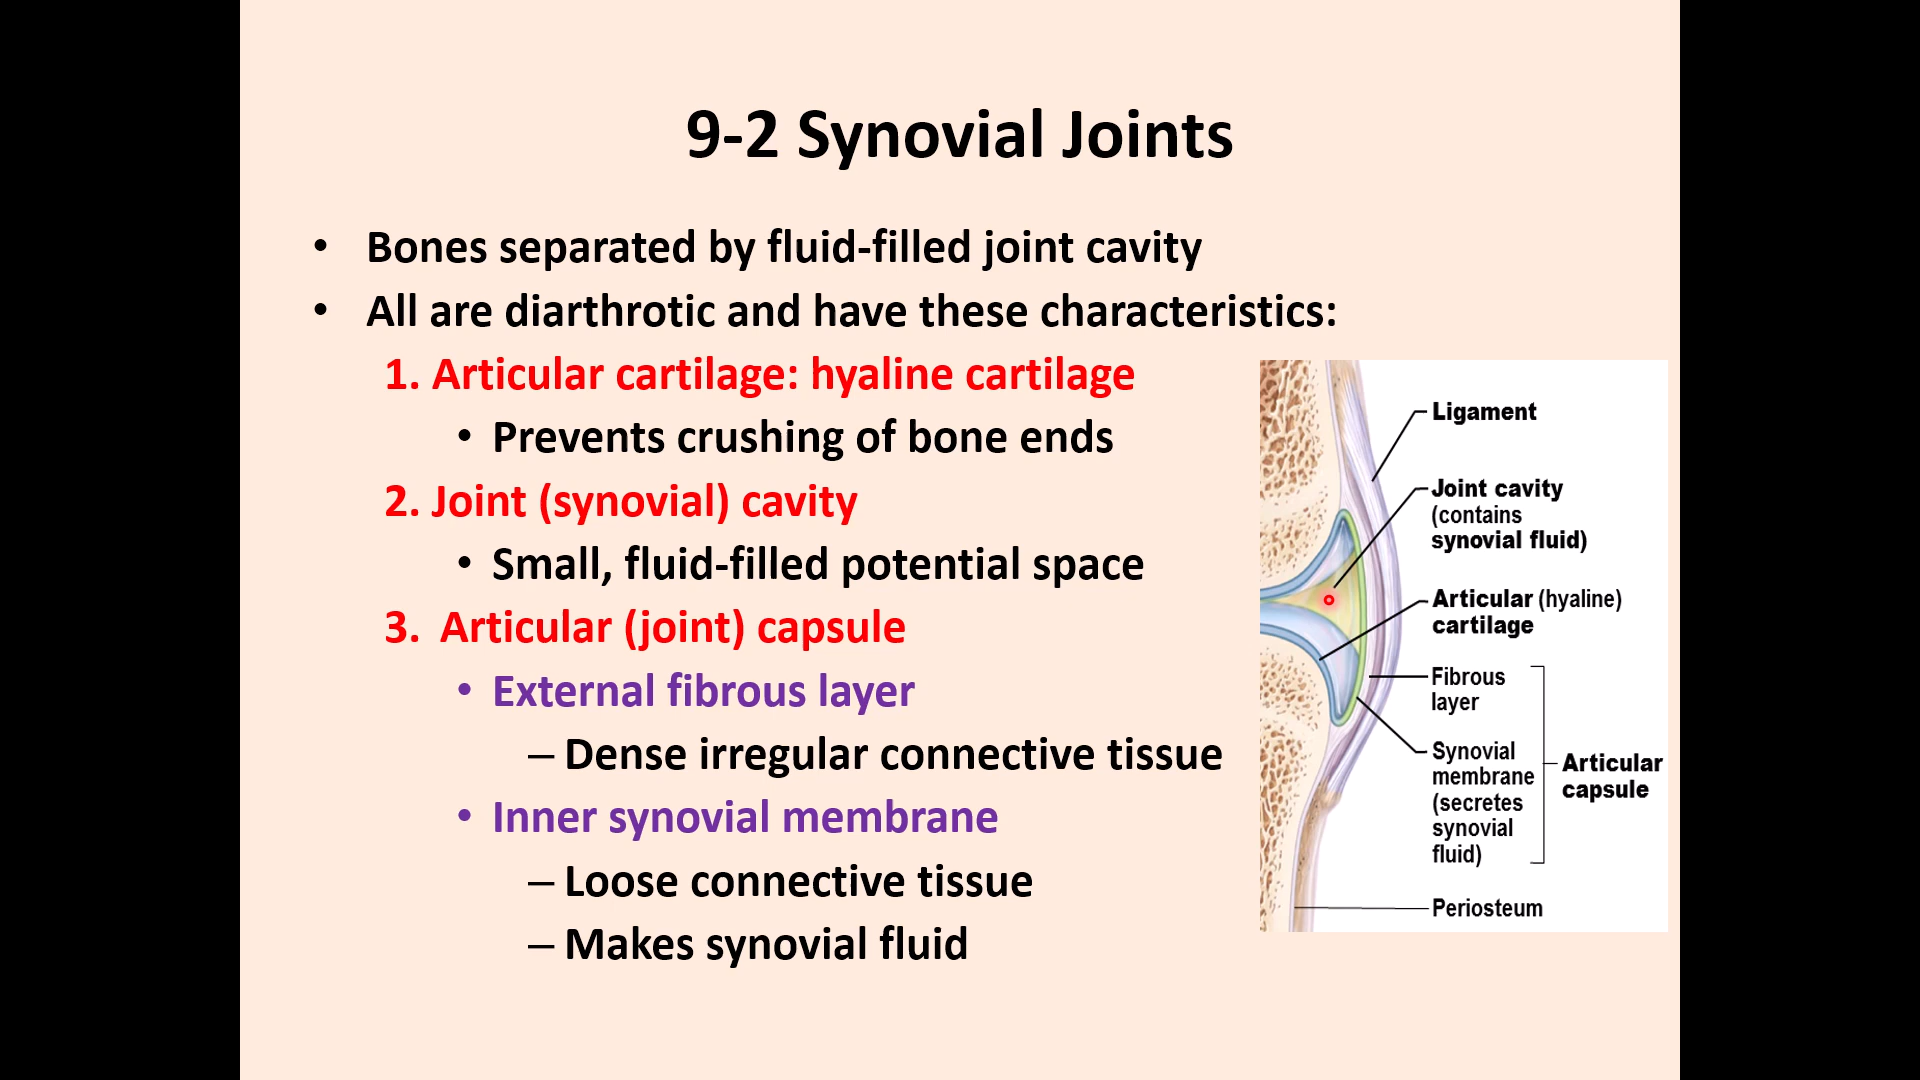 9-2 Synovial Joints
• Bones separated by fluid-filled joint cavity
• All are diarthrotic and have these characteristics:
1. Articular cartilage: hyaline cartilage
• Prevents crushing of bone ends
2. Joint (synovial) cavity
• Small, fluid-filled potential space
3. Articular (joint) capsule
• External fibrous layer
– Dense irregular connective tissue
• Inner synovial membrane
– Loose connective tissue
– Makes synovial fluid
Ligament
Joint cavity
(contains
synovial fluid)
Articular (hyaline)
cartilage
Fibrous
layer
Synovial
membrane
(secretes
synovial
fluid)
Articular
capsule
Periosteum